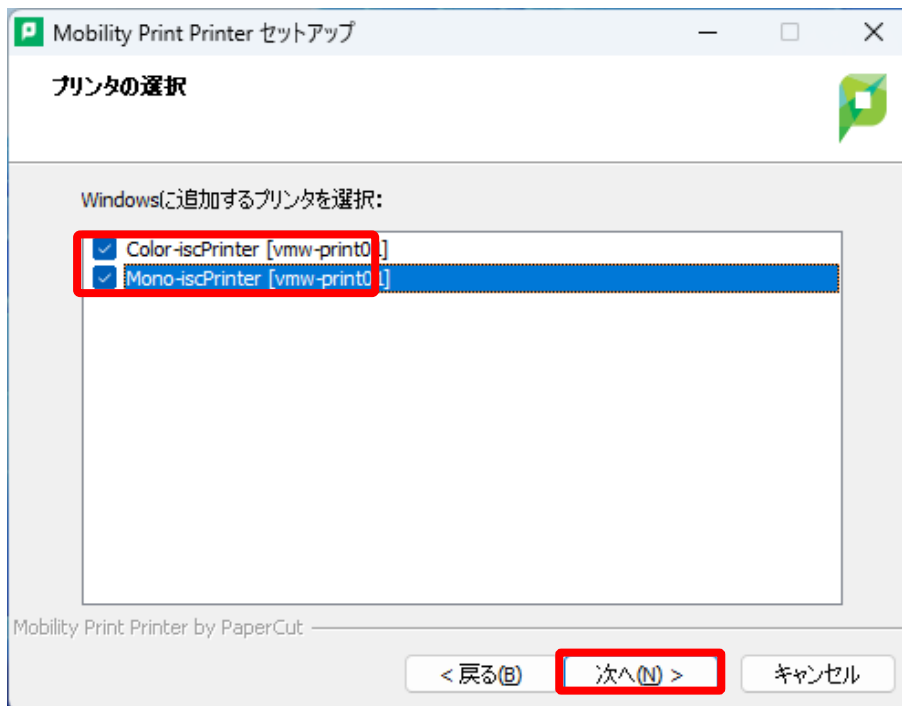 Mobility Print Printer セットアップ
プリンタの選択
Windowsに追加するプリンタを選択:
Color-iscPrinter [vmw-print01]
Mono-iscPrinter [vmw-print01]
Mobility Print Printer by PaperCut
< 戻る(B)
次へ(N) >
キャンセル